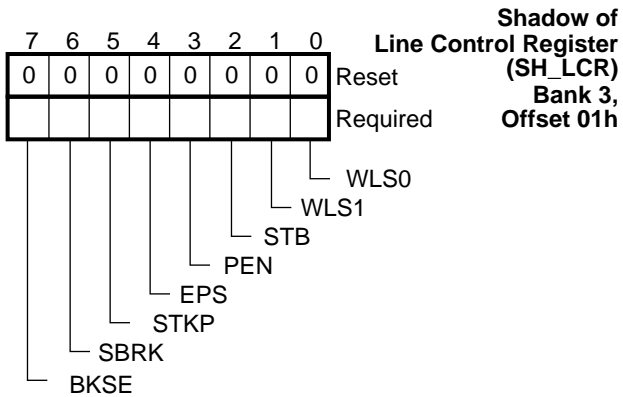 Shadow of
Line Control Register
(SH_LCR)
Bank 3,
Offset 01h
7 6 5 4 3 2 1 0
0 0 0 0 0 0 0 0 Reset
Required
WLS0
WLS1
STB
PEN
EPS
STKP
SBRK
BKSE